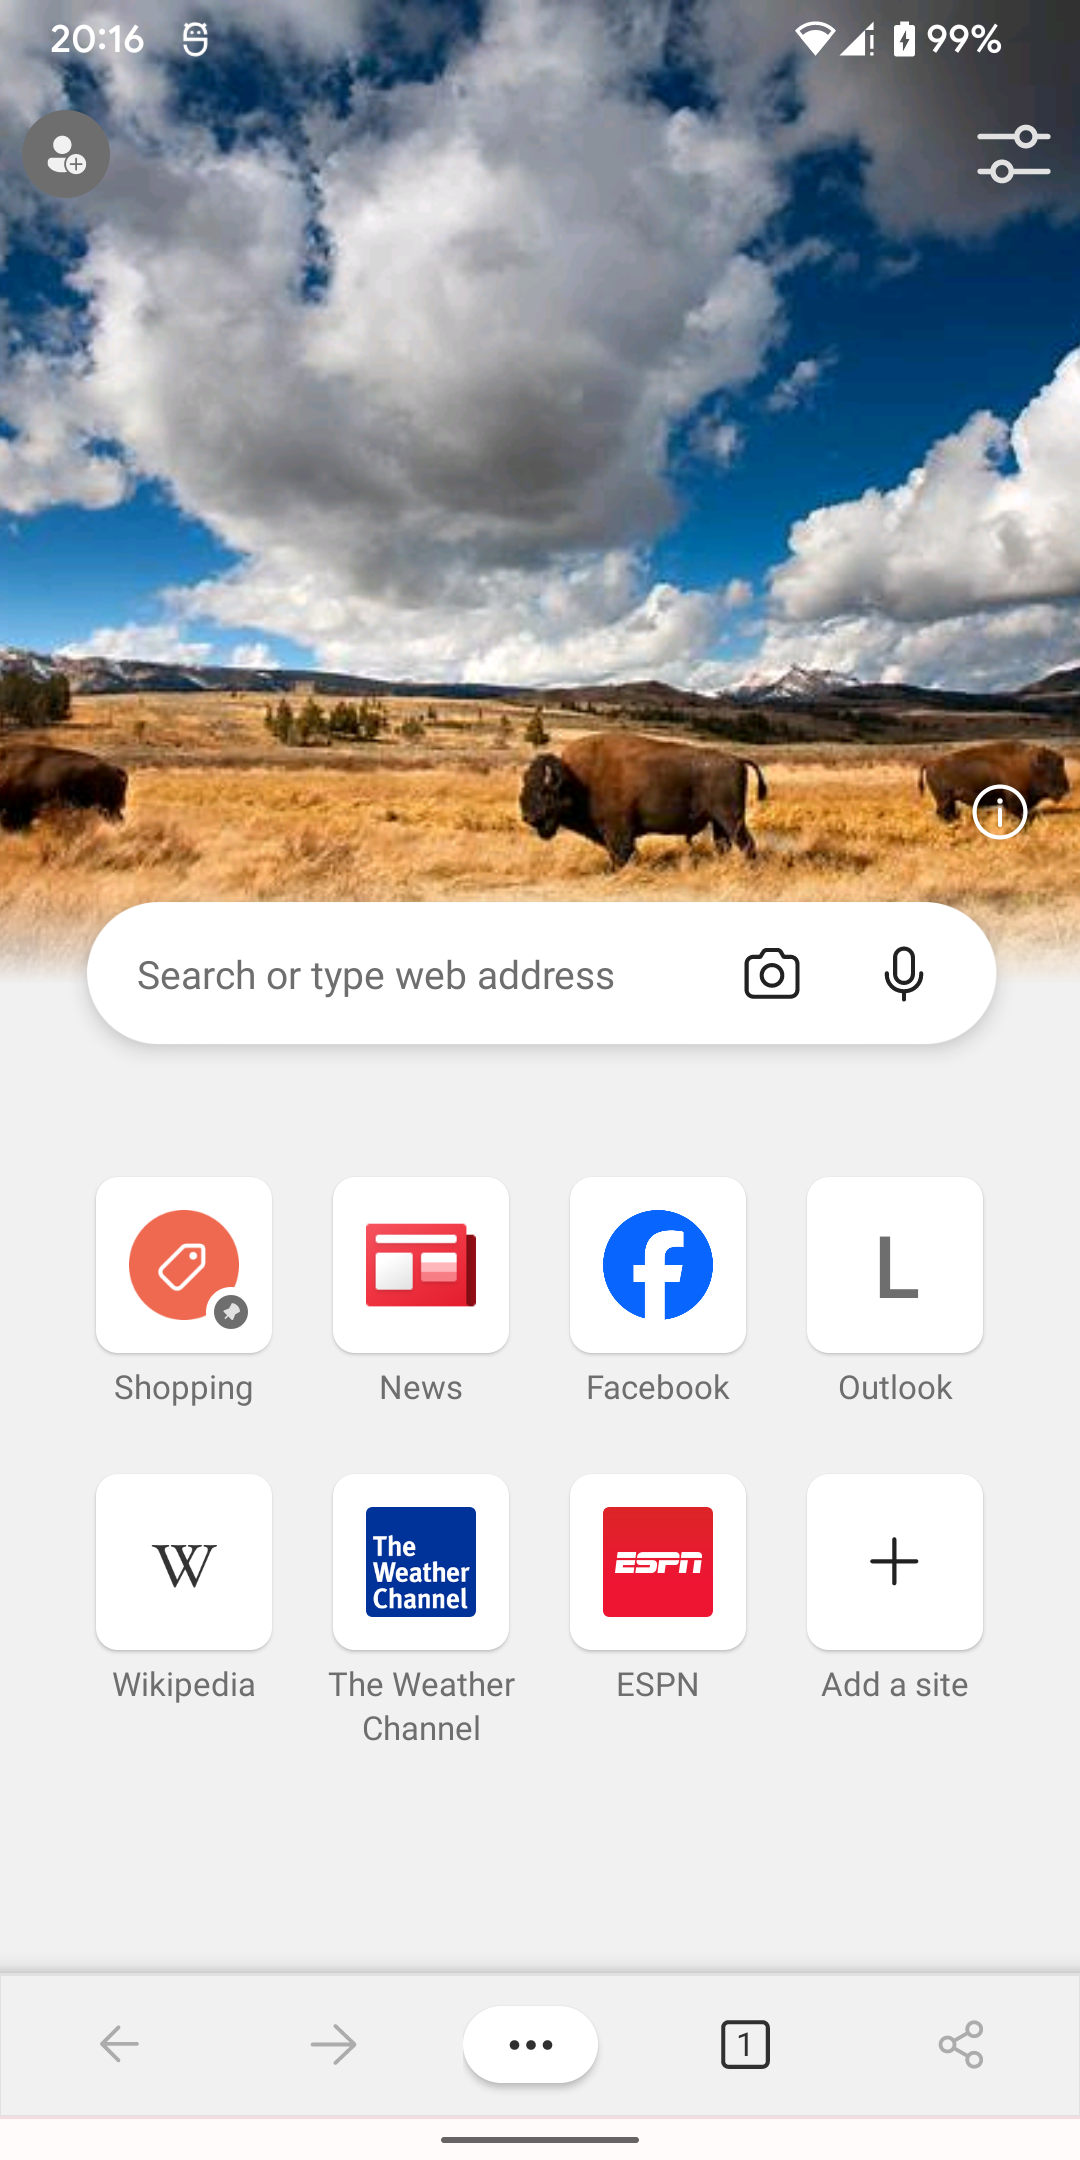 20:16
99%
Search or type web address
Shopping
News
Facebook
L
Outlook
W
Wikipedia
The
Weather
Channel
The Weather
Channel
ESPN
ESPN
Add a site
1